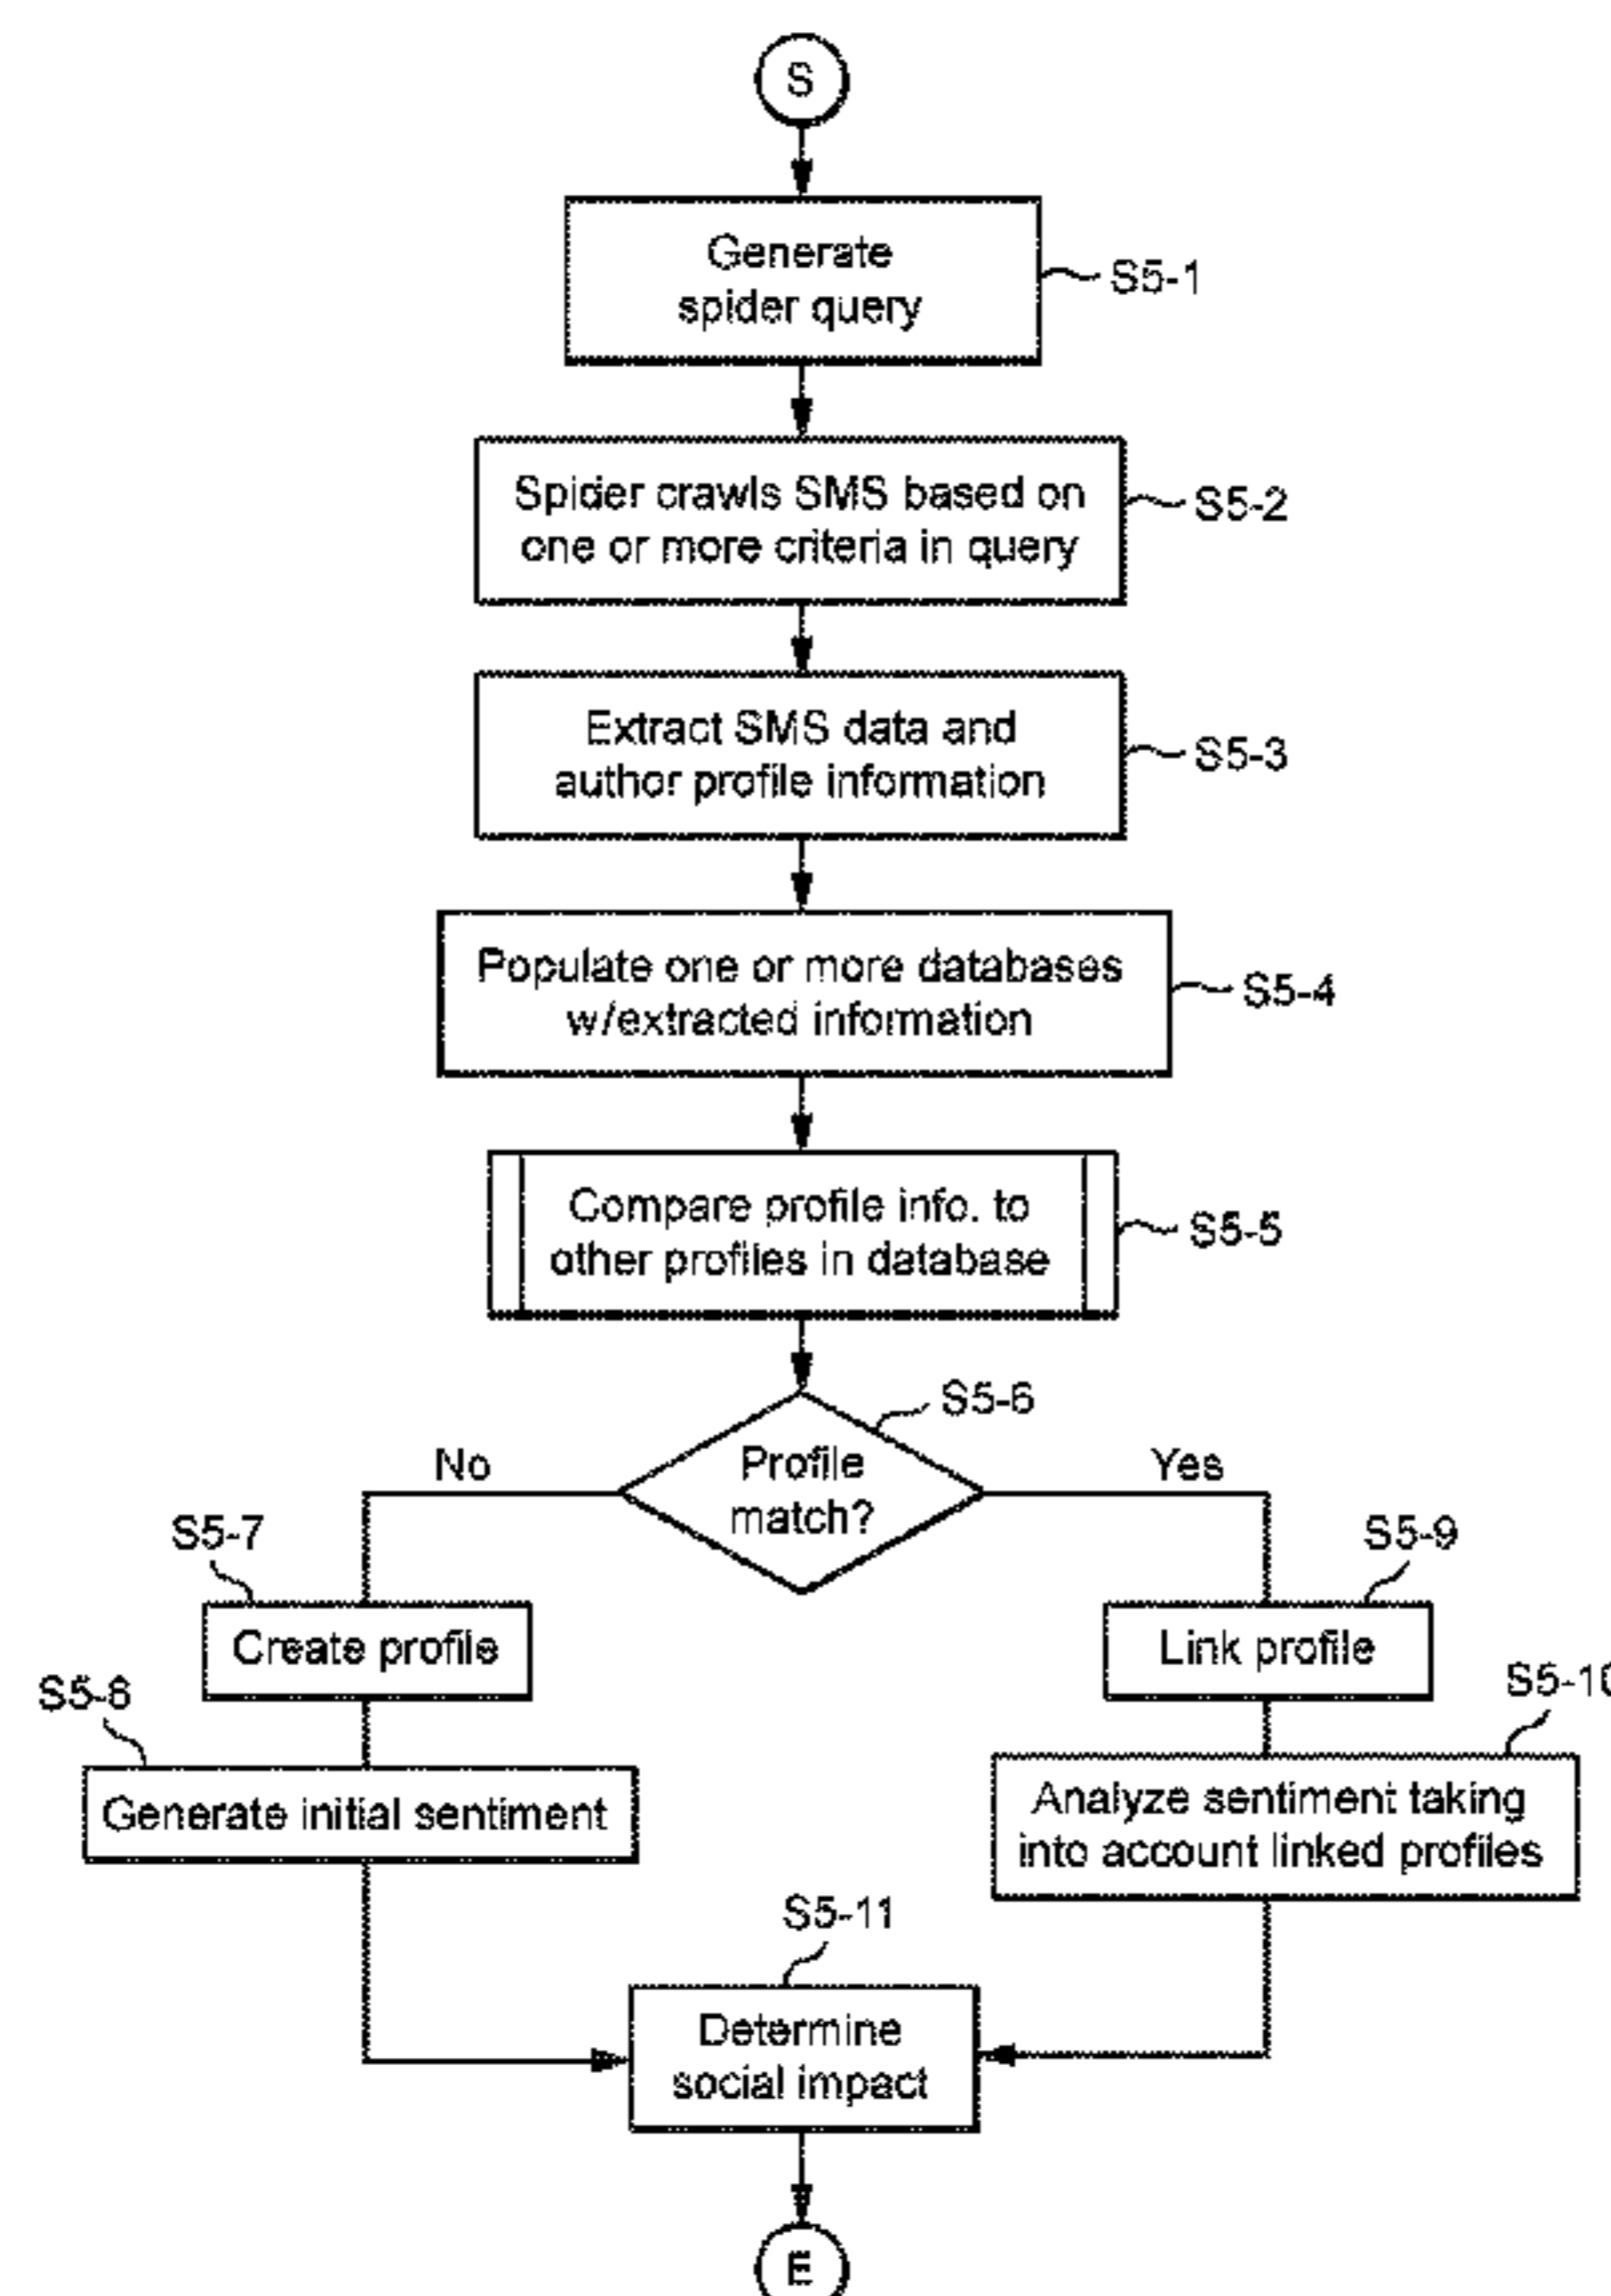 S
Generate
spider query
S5-1
Spider crawls SMS based on
one or more criteria in query
S5-2
Extract SMS data and
author profile information
S5-3
Populate one or more databases
w/extracted information
S5-4
Compare profile info. to
other profiles in database
S5-5
S5-6
Profile
match?
No
Yes
S5-7
Create profile
S5-9
Link profile
S5-8
Generate initial sentiment
S5-10
Analyze sentiment taking
into account linked profiles
S5-11
Determine
social impact
E